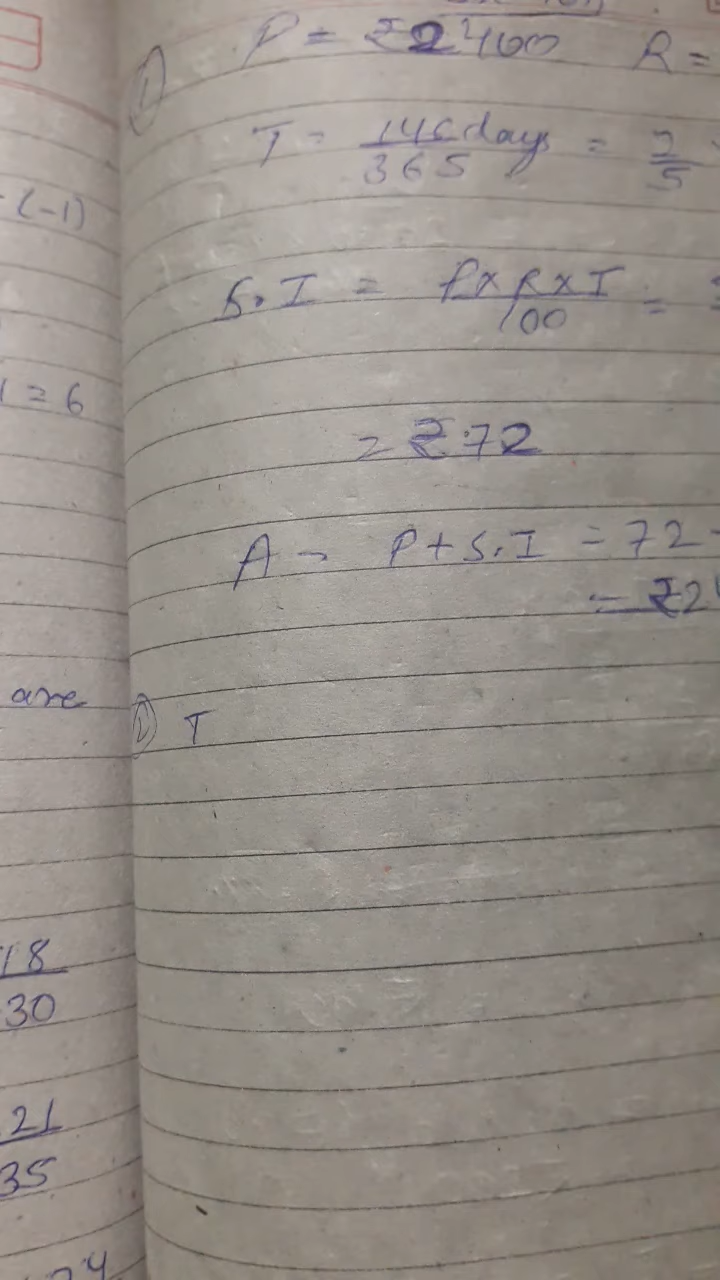 - (-1)
1 = 6
are
18
30
21
35
① P = ₹2400 R =
T = 146 days = 2
365 5
S.I = P x R x T =
100
= ₹72
A = P + S.I = 72
= ₹2
② T